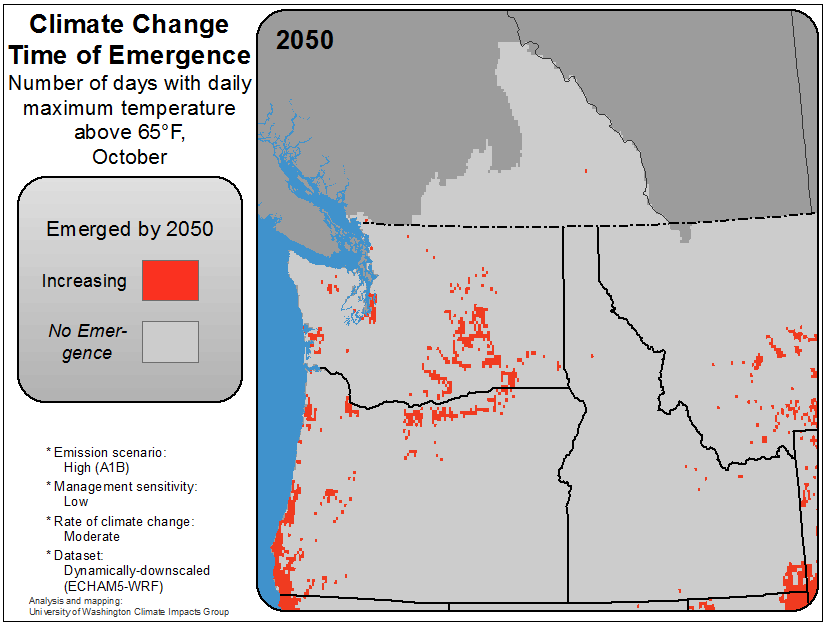 Climate Change
Time of Emergence
Number of days with daily
maximum temperature
above 65°F,
October
2050
Emerged by 2050
Increasing
No Emer-
gence
* Emission scenario:
High (A1B)
* Management sensitivity:
Low
* Rate of climate change:
Moderate
* Dataset:
Dynamically-downscaled
(ECHAM5-WRF)
Analysis and mapping:
University of Washington Climate Impacts Group